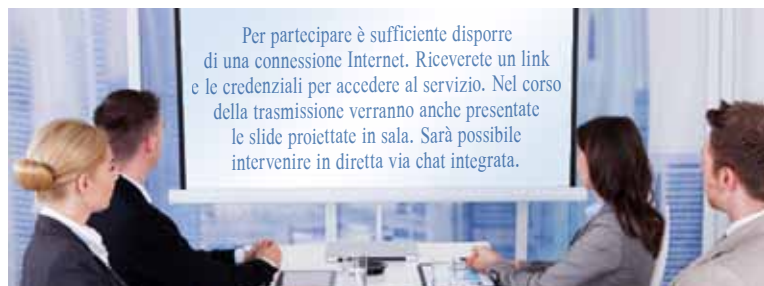 Per partecipare è sufficiente disporre
di una connessione Internet. Riceverete un link
e le credenziali per accedere al servizio. Nel corso
della trasmissione verranno anche presentate
le slide proiettate in sala. Sarà possibile
intervenire in diretta via chat integrata.